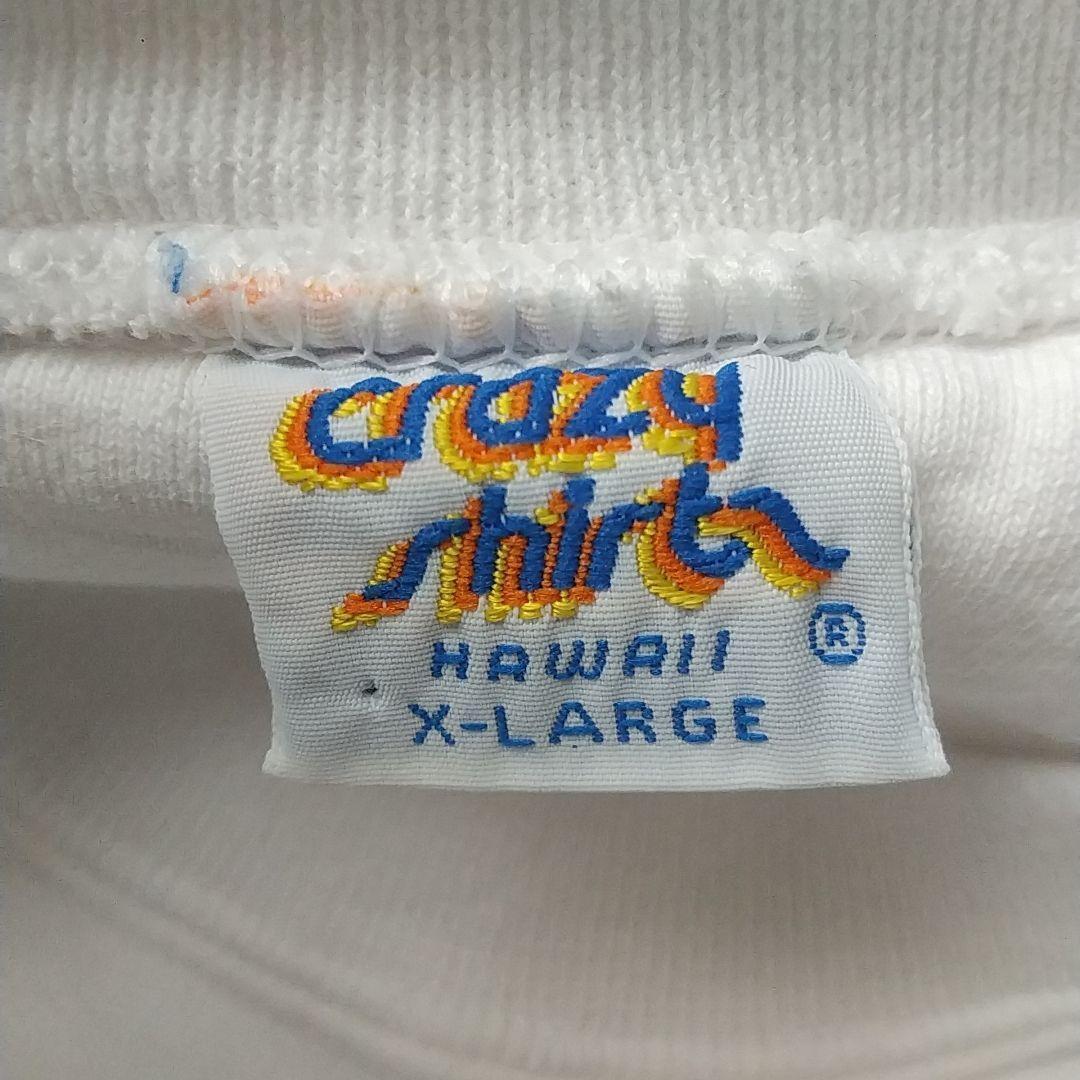 crazy
shirts
®
HAWAII
X-LARGE